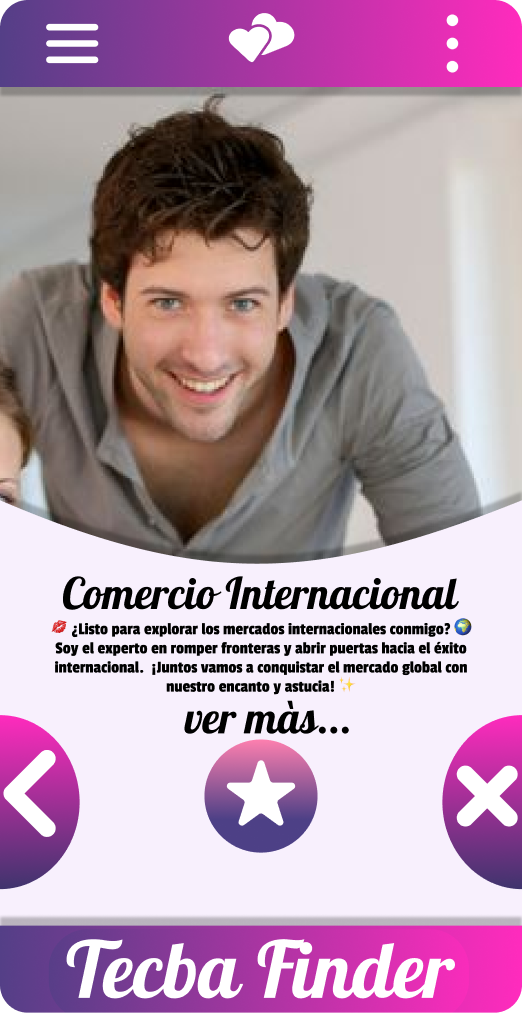 Comercio Internacional
💋 ¿Listo para explorar los mercados internacionales conmigo? 🌍
Soy el experto en romper fronteras y abrir puertas hacia el éxito
internacional. ¡Juntos vamos a conquistar el mercado global con
nuestro encanto y astucia! ✨
ver màs...
Tecba Finder